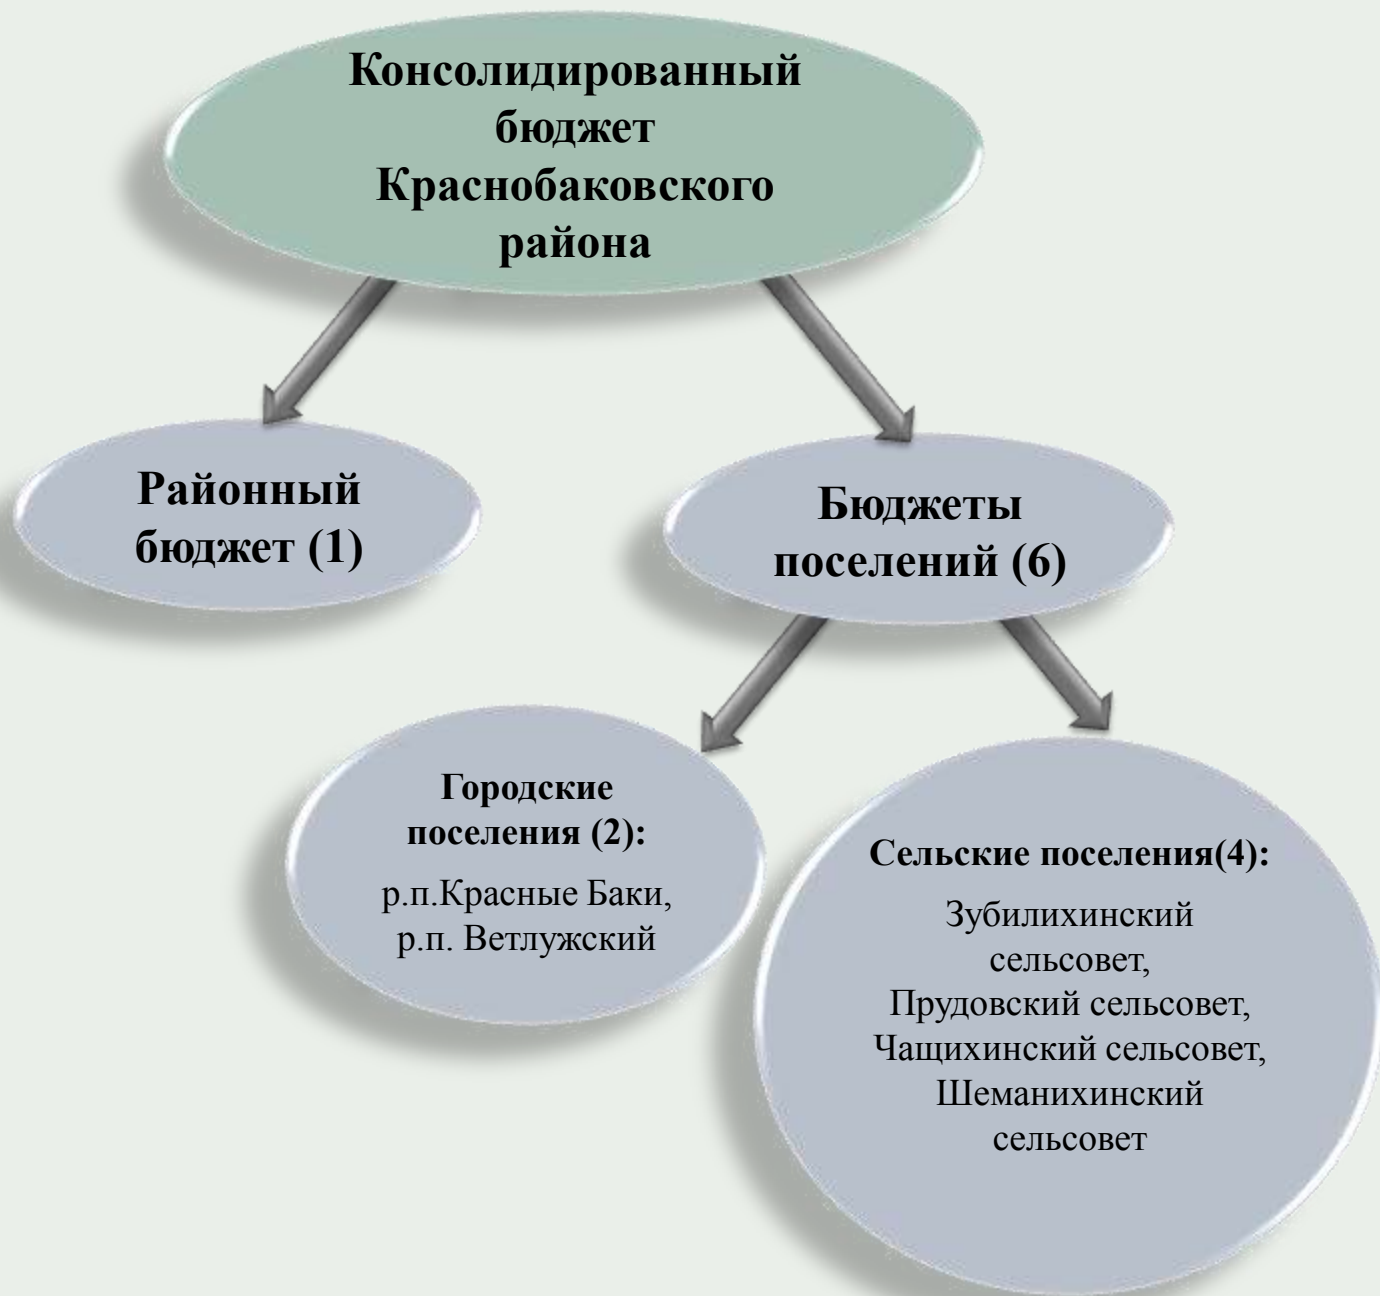 Консолидированный
бюджет
Краснобаковского
района
Районный
бюджет (1)
Бюджеты
поселений (6)
Городские
поселения (2):
р.п.Красные Баки,
р.п. Ветлужский
Сельские поселения(4):
Зубилихинский
сельсовет,
Прудовский сельсовет,
Чащихинский сельсовет,
Шеманихинский
сельсовет